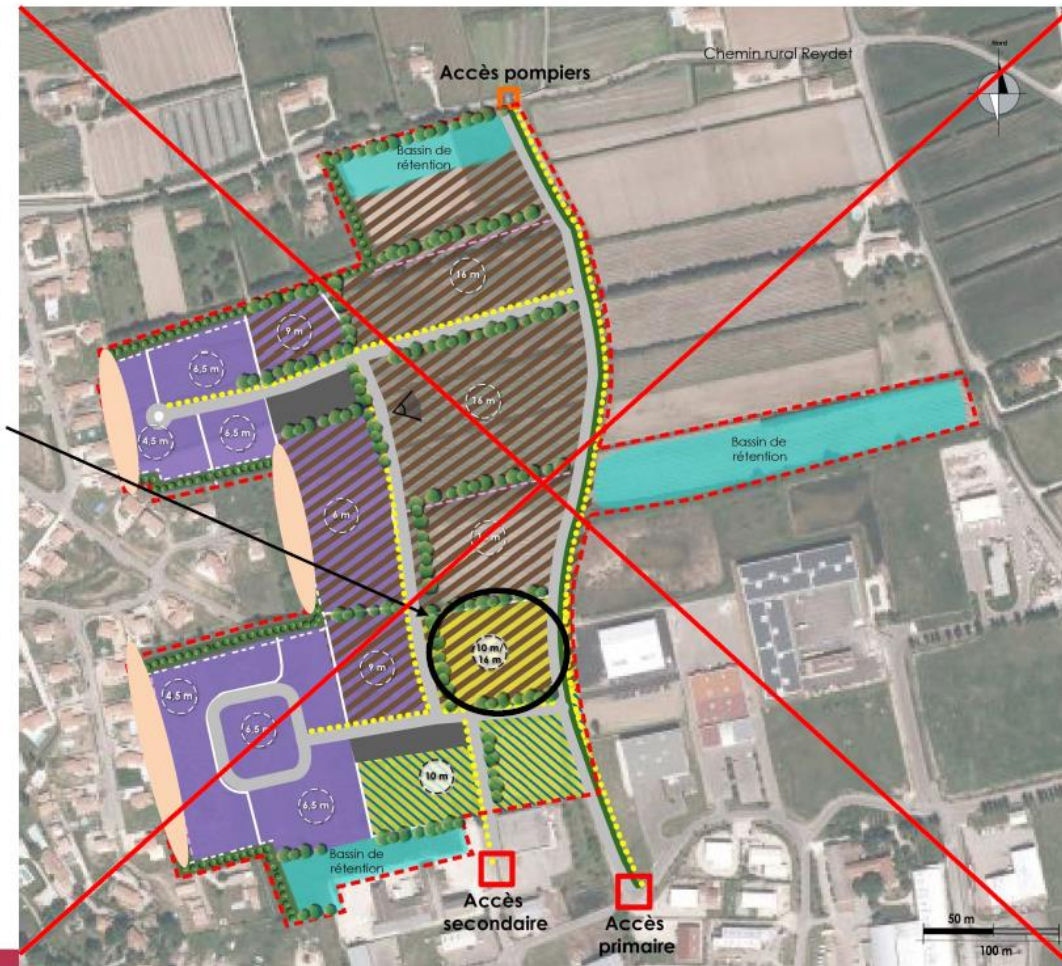 Chemin rural Reydet
Nord
Accès pompiers
Bassin de
rétention
16 m
9 m
6,5 m
16 m
4,5 m
6,5 m
Bassin de
rétention
6 m
10 m/
16 m
9 m
4,5 m
6,5 m
10 m
6,5 m
Bassin de
rétention
Accès
secondaire
Accès
primaire
50 m
100 m